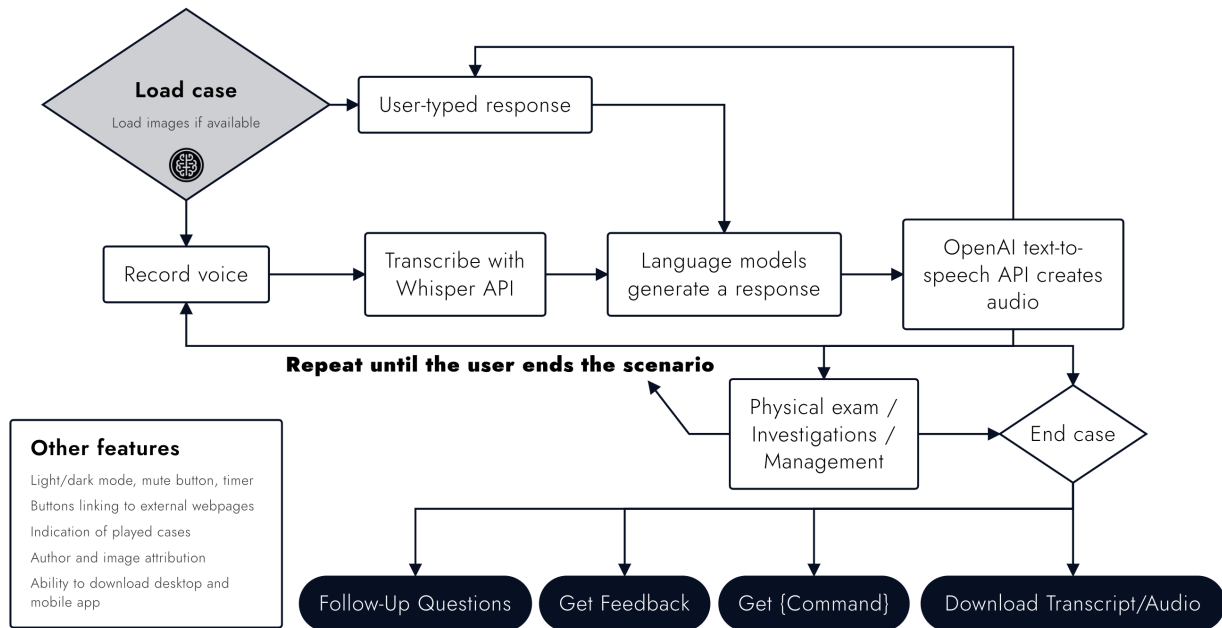 Load case
Load images if available
User-typed response
Record voice
Transcribe with
Whisper API
Language models
generate a response
OpenAI text-to-
speech API creates
audio
Repeat until the user ends the scenario
Physical exam /
Investigations /
Management
End case
Other features
Light/dark mode, mute button, timer
Buttons linking to external webpages
Indication of played cases
Author and image attribution
Ability to download desktop and
mobile app
Follow-Up Questions
Get Feedback
Get {Command}
Download Transcript/Audio